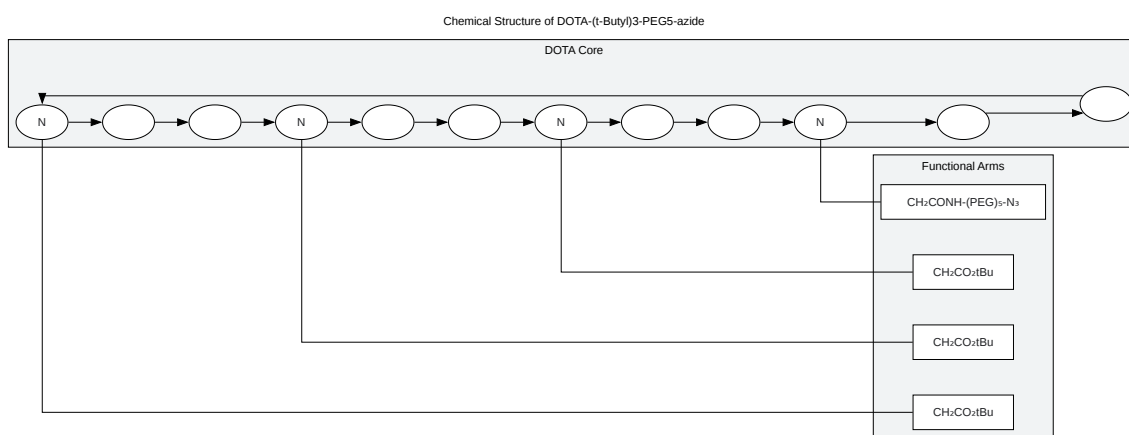 Chemical Structure of DOTA-(t-Butyl)3-PEG5-azide
DOTA Core
N
N
N
N
Functional Arms
CH₂CONH-(PEG)₅-N₃
CH₂CO₂tBu
CH₂CO₂tBu
CH₂CO₂tBu